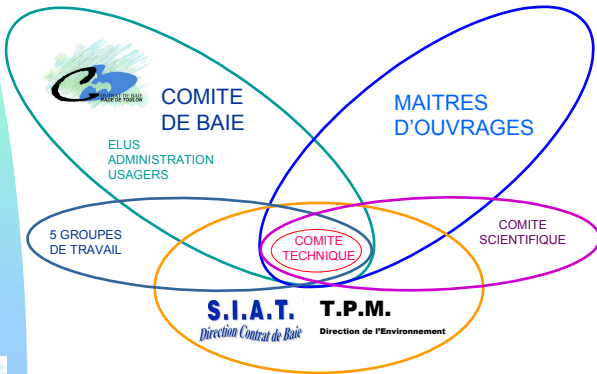 CONTRAT DE BAIE
RADE DE TOULON
COMITE
DE BAIE
ELUS
ADMINISTRATION
USAGERS
MAITRES
D'OUVRAGES
5 GROUPES
DE TRAVAIL
COMITE
TECHNIQUE
COMITE
SCIENTIFIQUE
S.I.A.T.
Direction Contrat de Baie
T.P.M.
Direction de l'Environnement